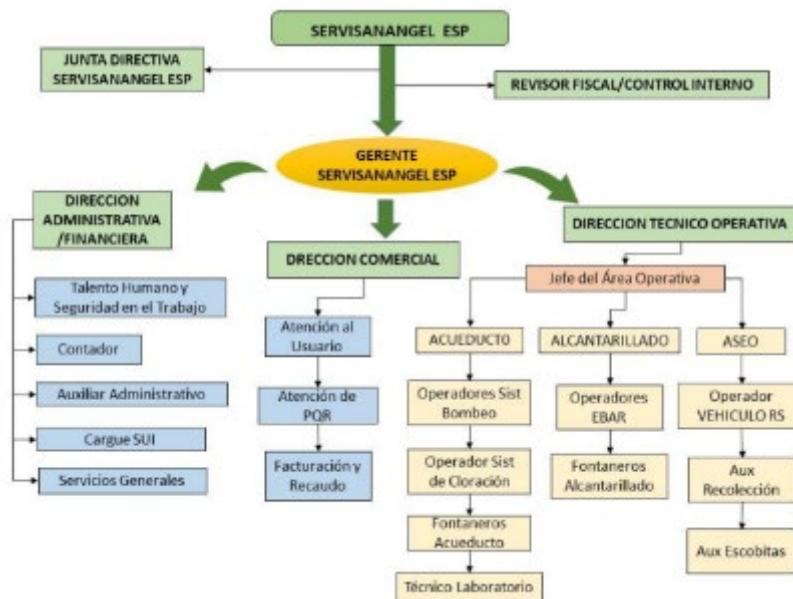 SERVISANANGEL ESP
JUNTA DIRECTIVA
SERVISANANGEL ESP
REVISOR FISCAL/CONTROL INTERNO
GERENTE
SERVISANANGEL ESP
DIRECCION
ADMINISTRATIVA
/FINANCIERA
Talento Humano y
Seguridad en el Trabajo
Contador
Auxiliar Administrativo
Cargue SUI
Servicios Generales
DRECCION COMERCIAL
Atención al
Usuario
Atención de
PQR
Facturación y
Recaudo
DIRECCION TECNICO OPERATIVA
Jefe del Área Operativa
ACUEDUCT0
Operadores Sist
Bombeo
Operador Sist
de Cloración
Fontaneros
Acueducto
Técnico Laboratorio
ALCANTARILLADO
Operadores
EBAR
Fontaneros
Alcantarillado
ASEO
Operador
VEHICULO RS
Aux
Recolección
Aux Escobitas